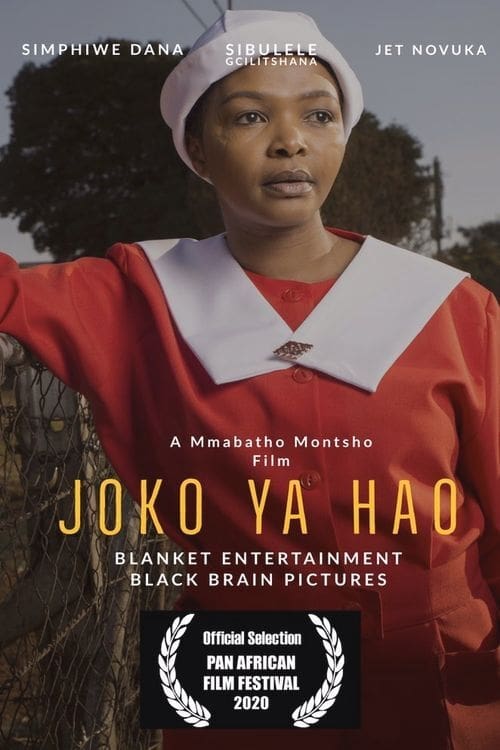 SIMPHIWE DANA
SIBULELE
GCILITSHANA
JET NOVUKA
A Mmabatho Montsho
Film
JOKO YA HAO
BLANKET ENTERTAINMENT
BLACK BRAIN PICTURES
Official Selection
PAN AFRICAN
FILM FESTIVAL
2020